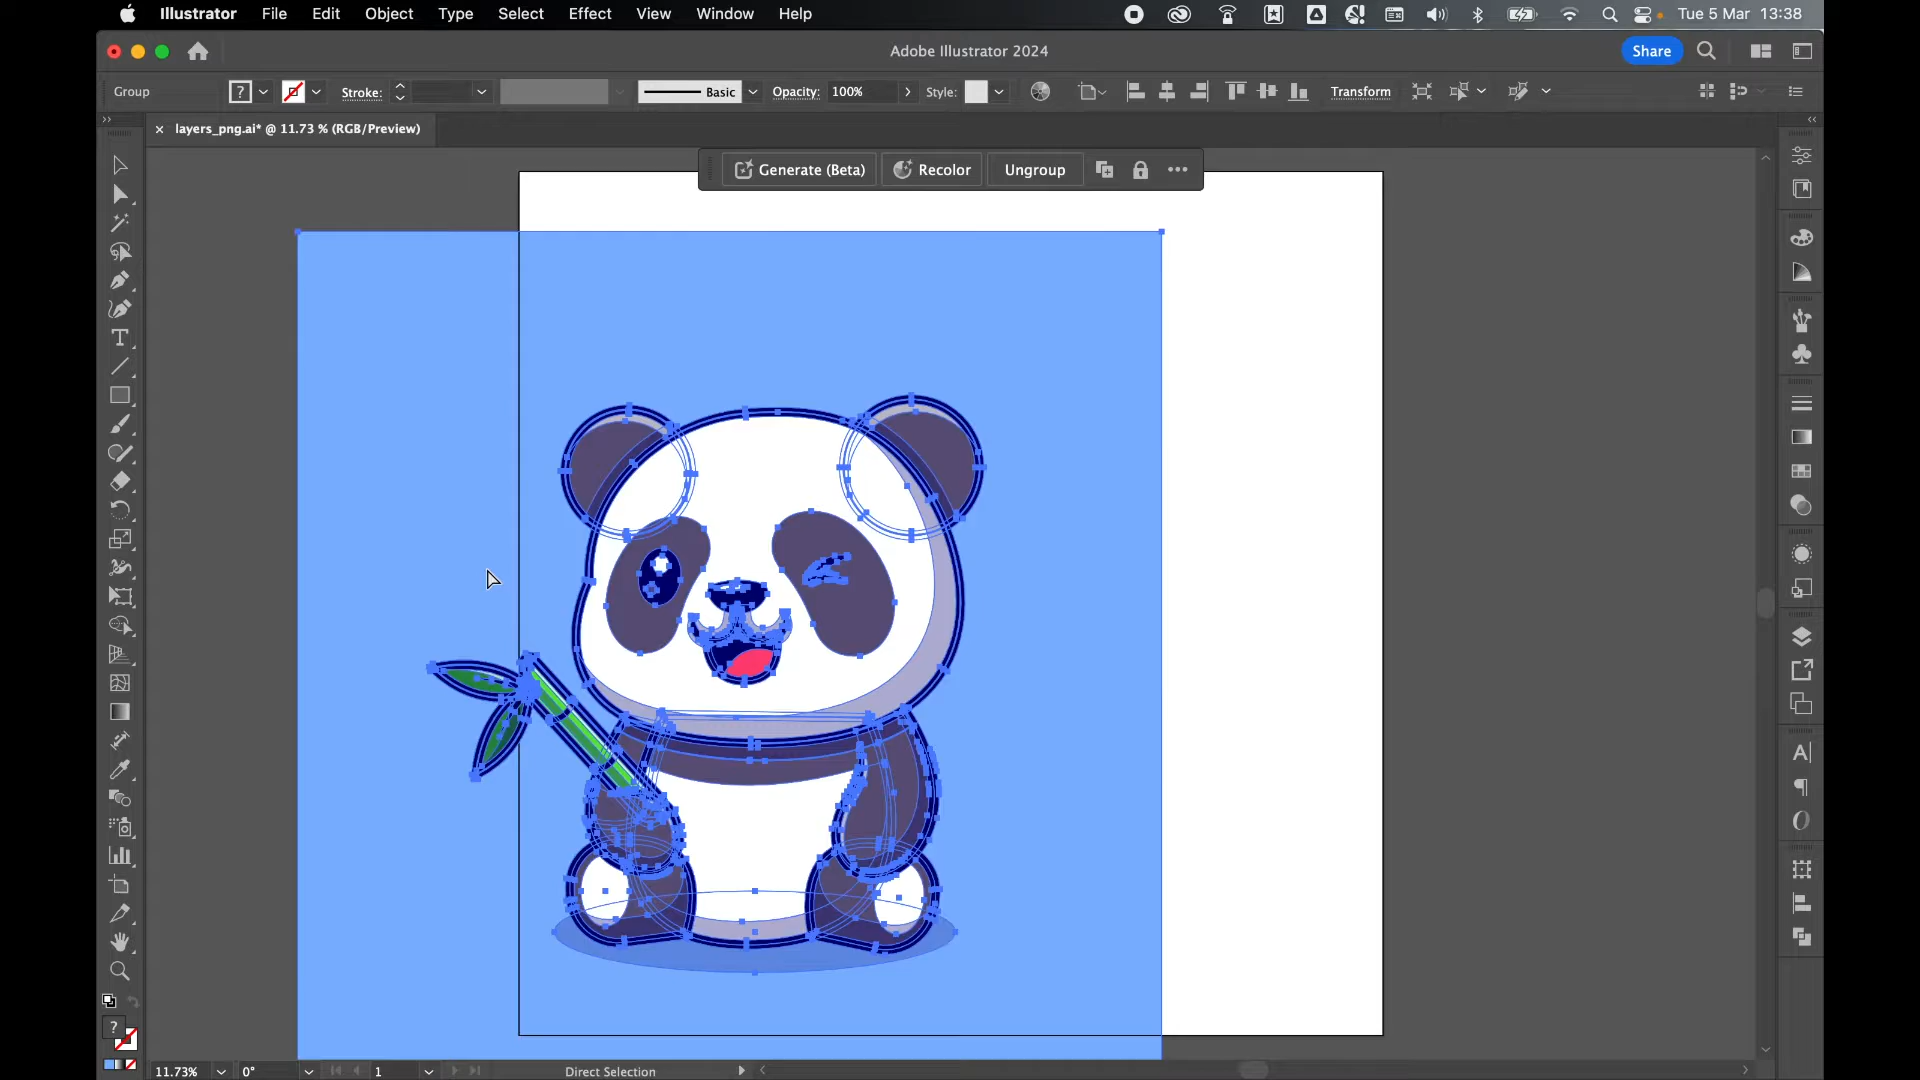 Illustrator File Edit Object Type Select Effect View Window Help Tue 5 Mar 13:38
Adobe Illustrator 2024 Share
Group ? Stroke: Basic Opacity: 100% Style: Transform
× layers_png.ai* @ 11.73 % (RGB/Preview)
Generate (Beta) Recolor Ungroup
?
11.73% 0° 1 Direct Selection